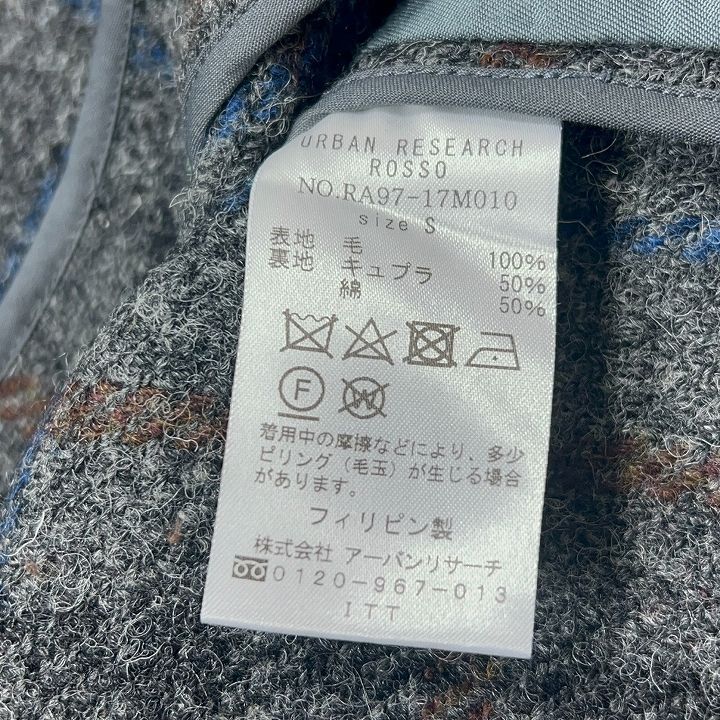 URBAN RESEARCH
ROSSO
NO.RA97-17M010
size S
表地 毛 100%
裏地 キュプラ 50%
綿 50%
F
W
着用中の摩擦などにより、多少
ピリング（毛玉）が生じる場合
があります。
フィリピン製
株式会社 アーバンリサーチ
0120-967-013
ITT